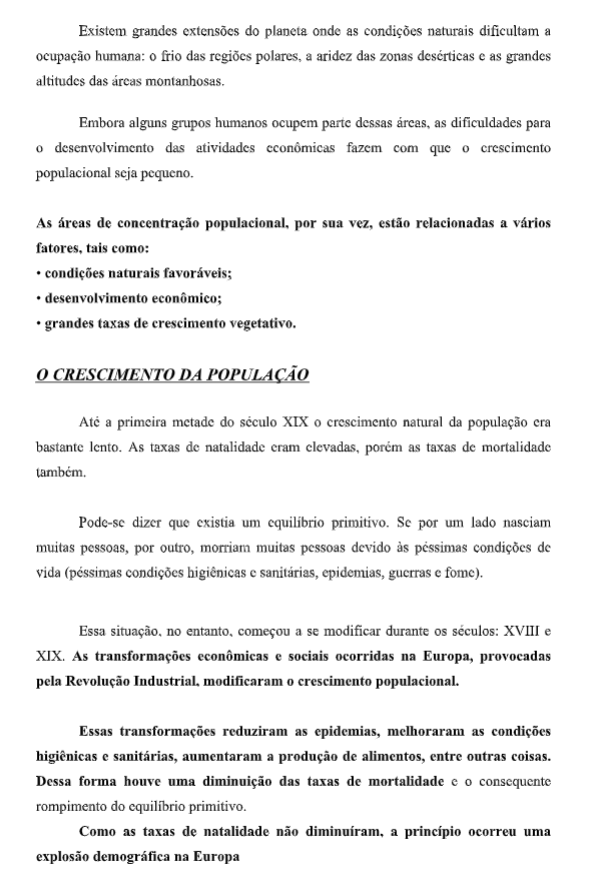 Existem grandes extensões do planeta onde as condições naturais dificultam a
ocupação humana: o frio das regiões polares, a aridez das zonas desérticas e as grandes
altitudes das áreas montanhosas.
Embora alguns grupos humanos ocupem parte dessas áreas, as dificuldades para
o desenvolvimento das atividades econômicas fazem com que o crescimento
populacional seja pequeno.
As áreas de concentração populacional, por sua vez, estão relacionadas a vários
fatores, tais como:
• condições naturais favoráveis;
• desenvolvimento econômico;
• grandes taxas de crescimento vegetativo.
O CRESCIMENTO DA POPULAÇÃO
Até a primeira metade do século XIX o crescimento natural da população era
bastante lento. As taxas de natalidade eram elevadas, porém as taxas de mortalidade
também.
Pode-se dizer que existia um equilíbrio primitivo. Se por um lado nasciam
muitas pessoas, por outro, morriam muitas pessoas devido às péssimas condições de
vida (péssimas condições higiênicas e sanitárias, epidemias, guerras e fome).
Essa situação, no entanto, começou a se modificar durante os séculos: XVIII e
XIX. As transformações econômicas e sociais ocorridas na Europa, provocadas
pela Revolução Industrial, modificaram o crescimento populacional.
Essas transformações reduziram as epidemias, melhoraram as condições
higiênicas e sanitárias, aumentaram a produção de alimentos, entre outras coisas.
Dessa forma houve uma diminuição das taxas de mortalidade e o consequente
rompimento do equilíbrio primitivo.
Como as taxas de natalidade não diminuíram, a princípio ocorreu uma
explosão demográfica na Europa